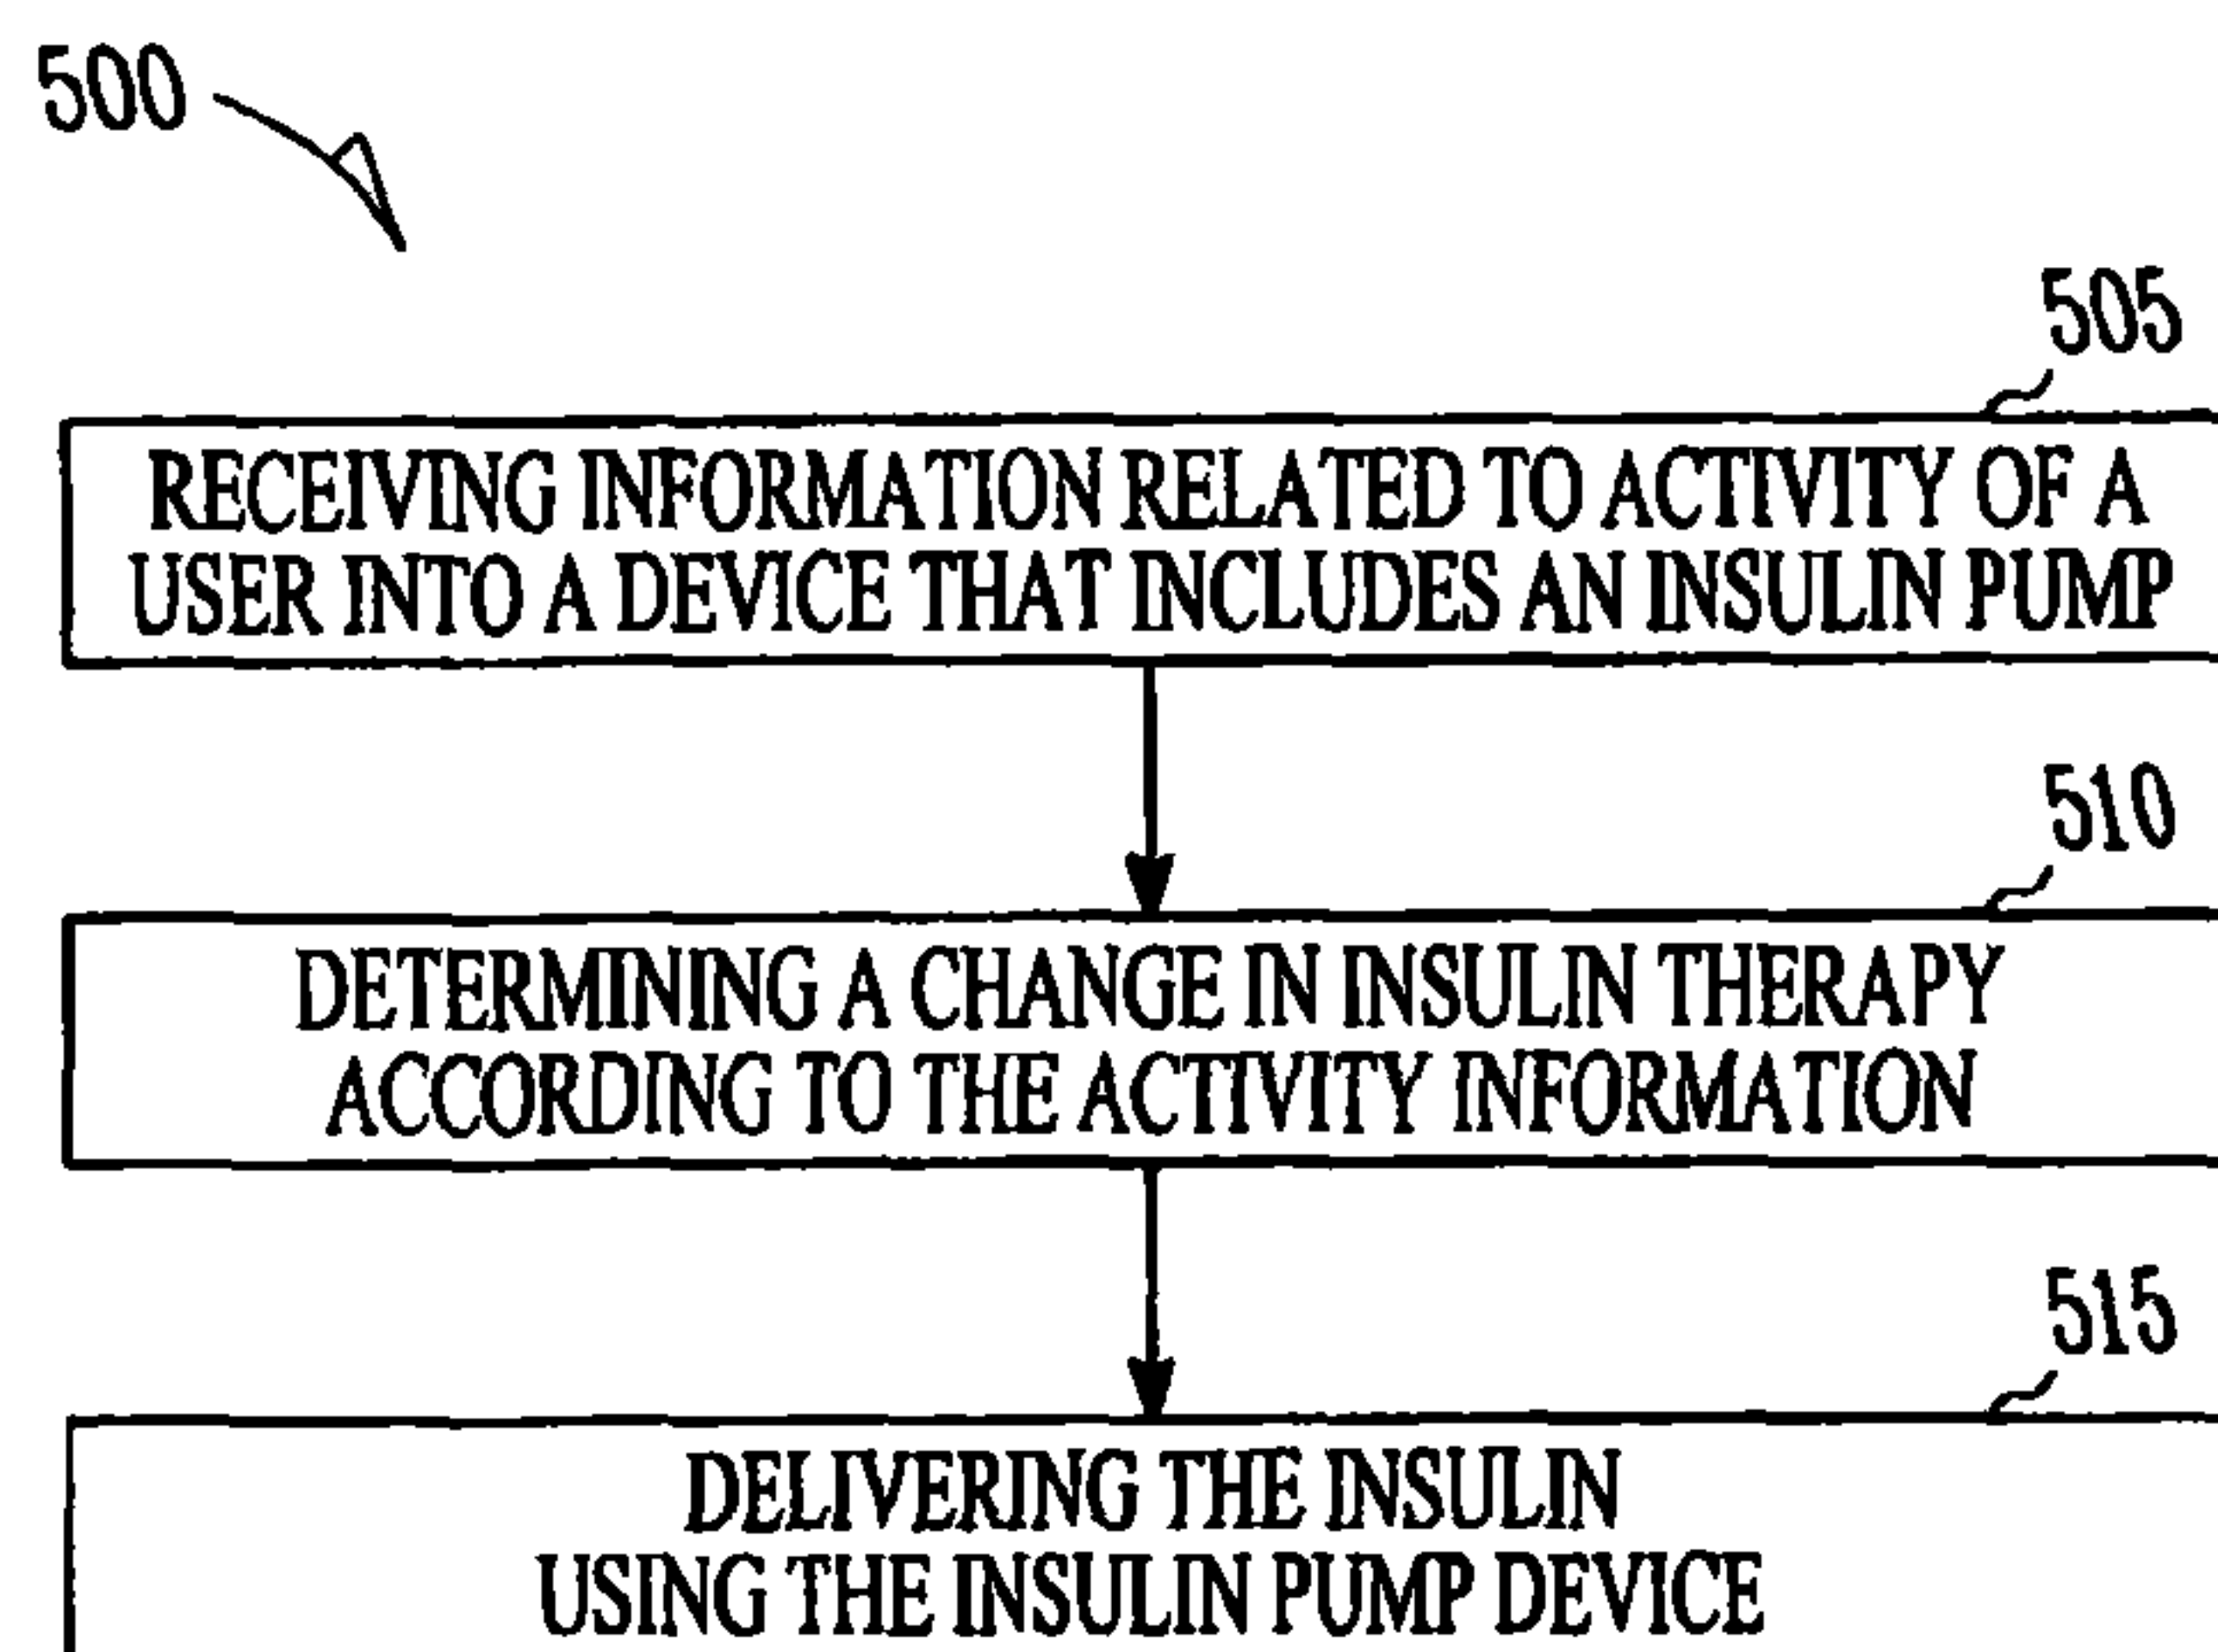 500
505
RECEIVING INFORMATION RELATED TO ACTIVITY OF A
USER INTO A DEVICE THAT INCLUDES AN INSULIN PUMP
510
DETERMINING A CHANGE IN INSULIN THERAPY
ACCORDING TO THE ACTIVITY INFORMATION
515
DELIVERING THE INSULIN
USING THE INSULIN PUMP DEVICE